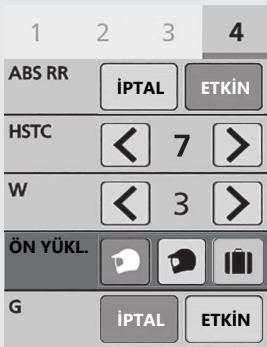 1 2 3 4
ABS RR İPTAL ETKİN
HSTC 7
W 3
ÖN YÜKL.
G İPTAL ETKİN